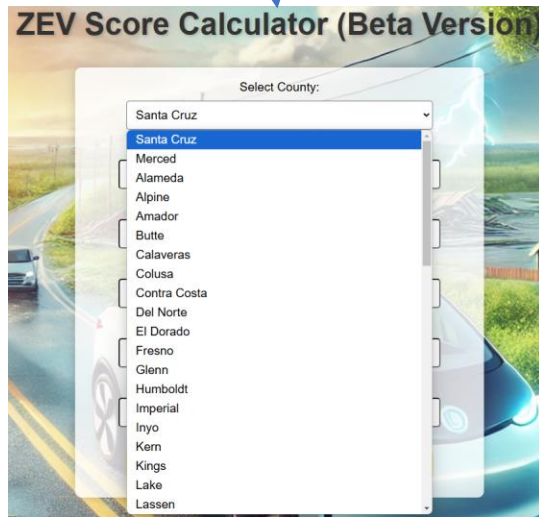 ZEV Score Calculator (Beta Version)
Select County:
Santa Cruz
Santa Cruz
Merced
Alameda
Alpine
Amador
Butte
Calaveras
Colusa
Contra Costa
Del Norte
El Dorado
Fresno
Glenn
Humboldt
Imperial
Inyo
Kern
Kings
Lake
Lassen